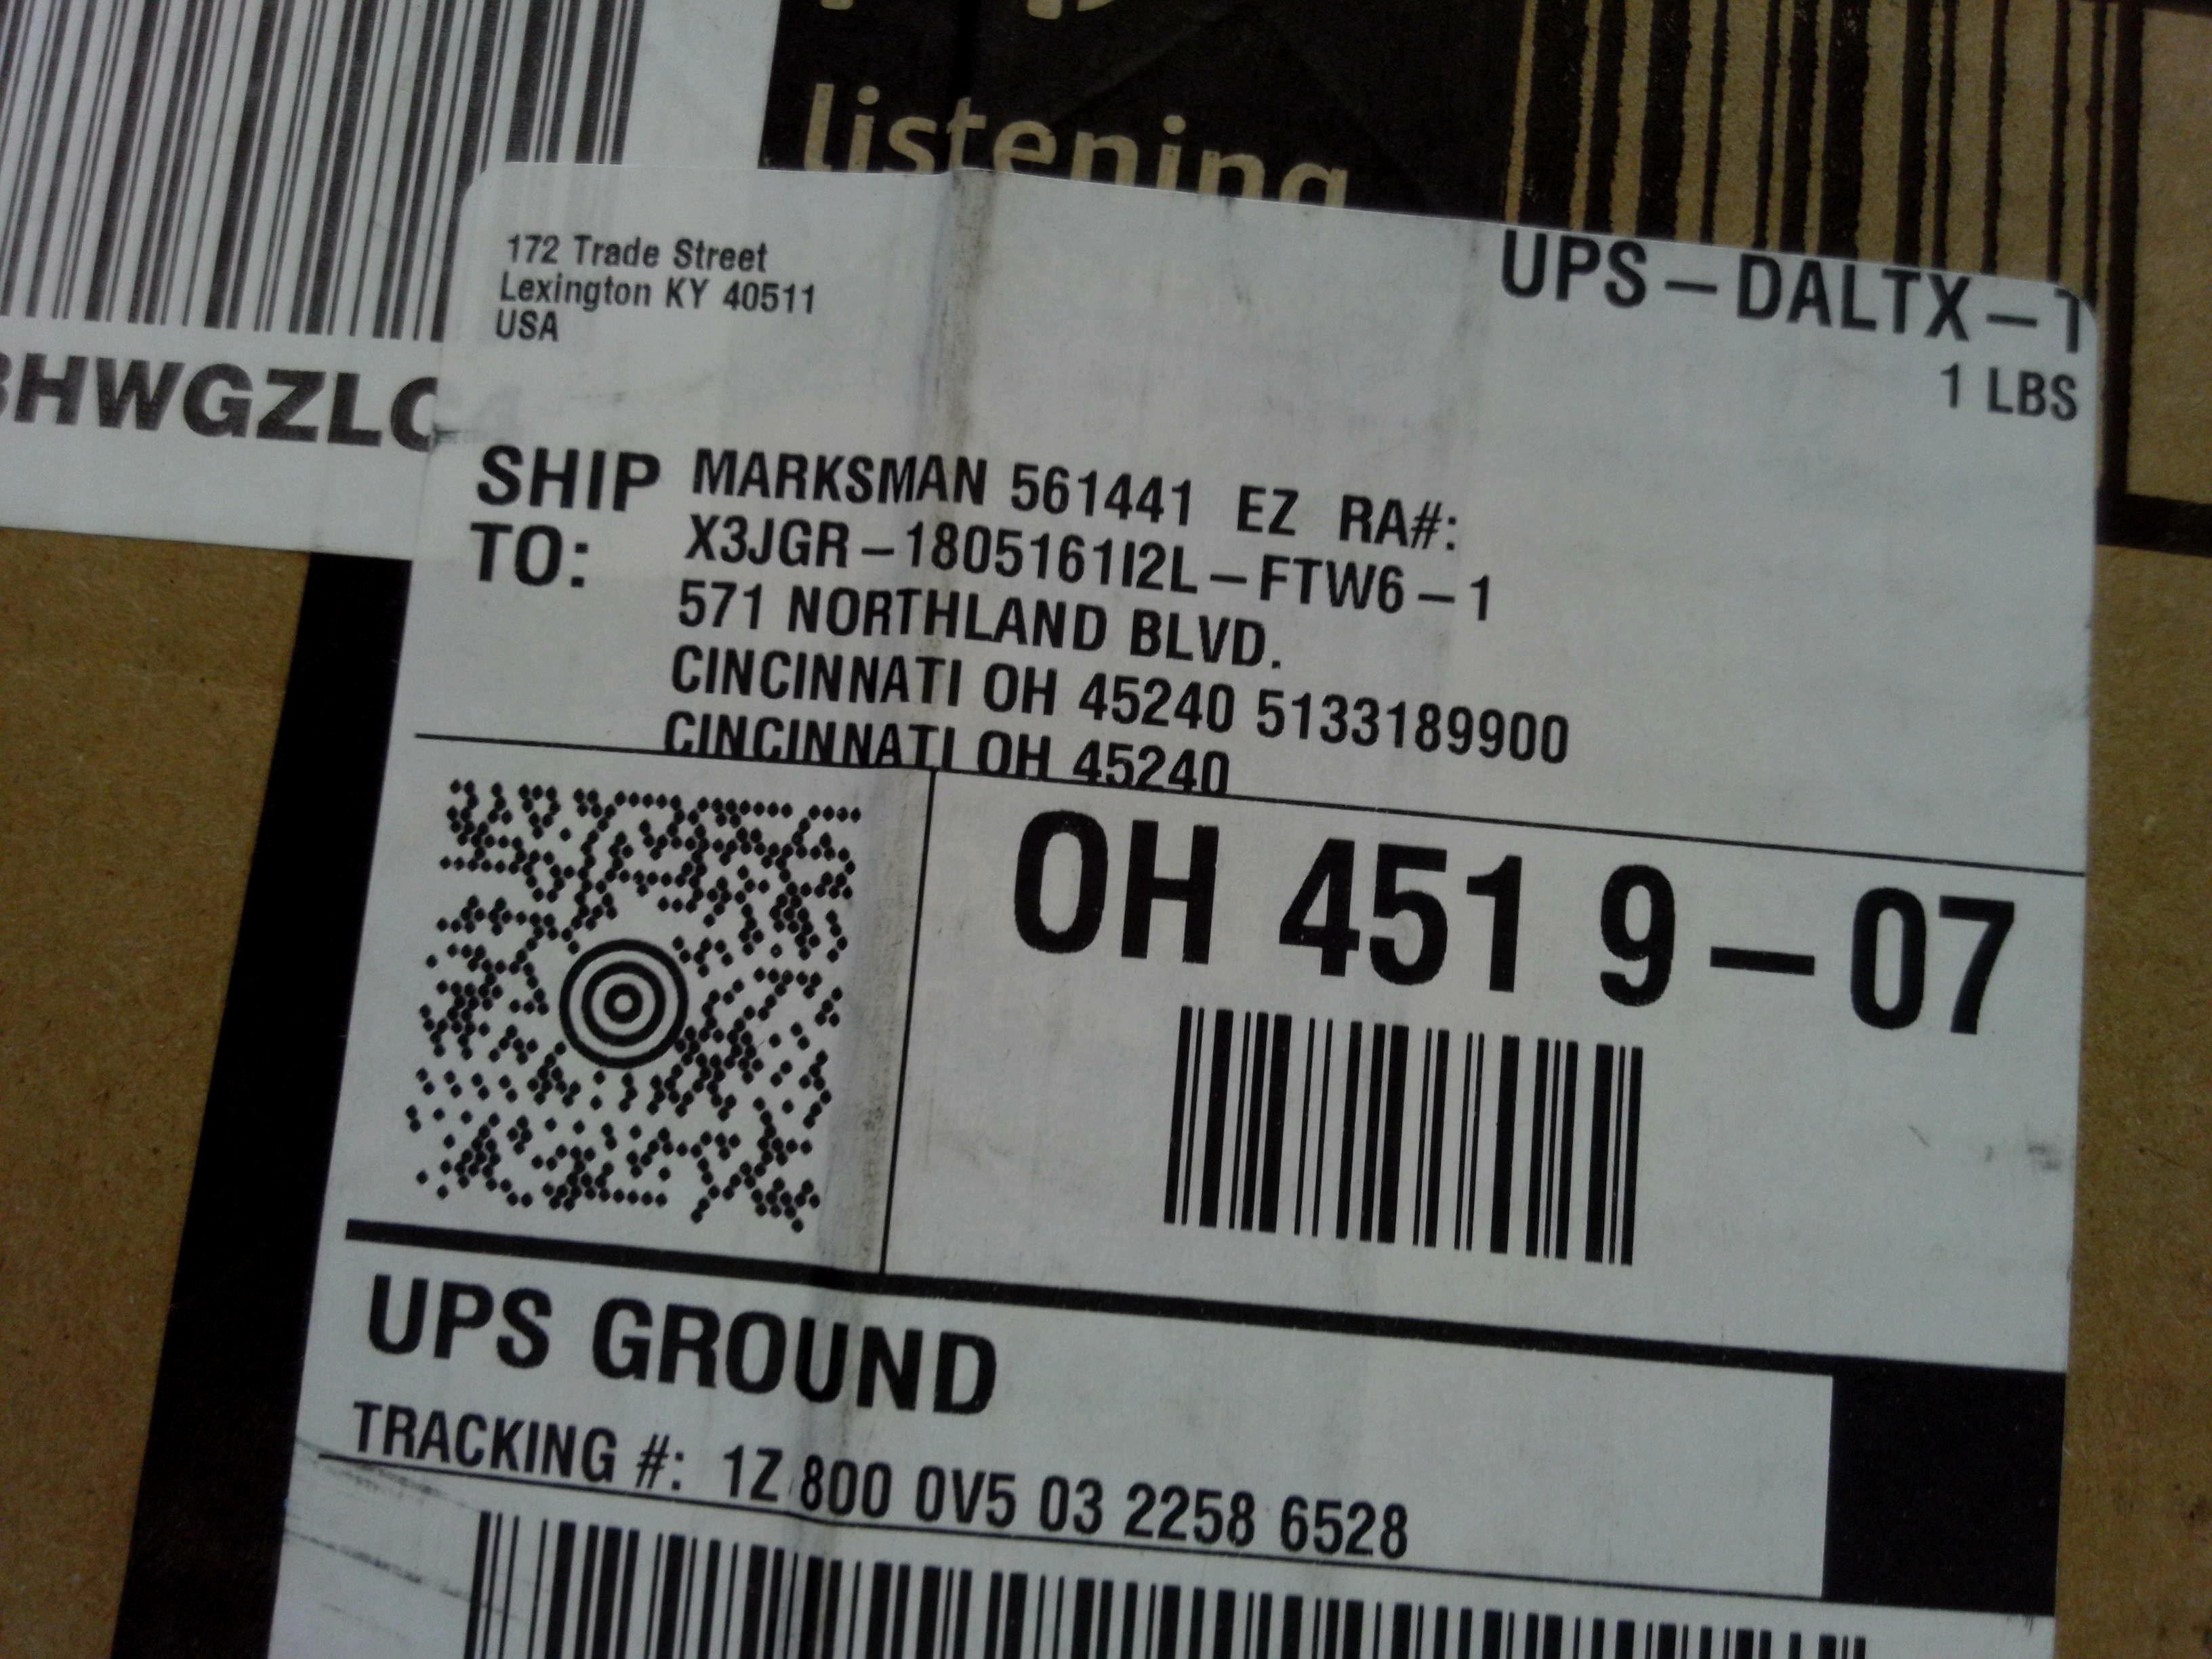 listening
172 Trade Street
Lexington KY 40511
USA
UPS-DALTX-1
1 LBS
HWGZLC
SHIP TO: MARKSMAN 561441 EZ RA#:
X3JGR-1805161I2L-FTW6-1
571 NORTHLAND BLVD.
CINCINNATI OH 45240 5133189900
CINCINNATI OH 45240
OH 451 9-07
UPS GROUND
TRACKING #: 1Z 800 0V5 03 2258 6528